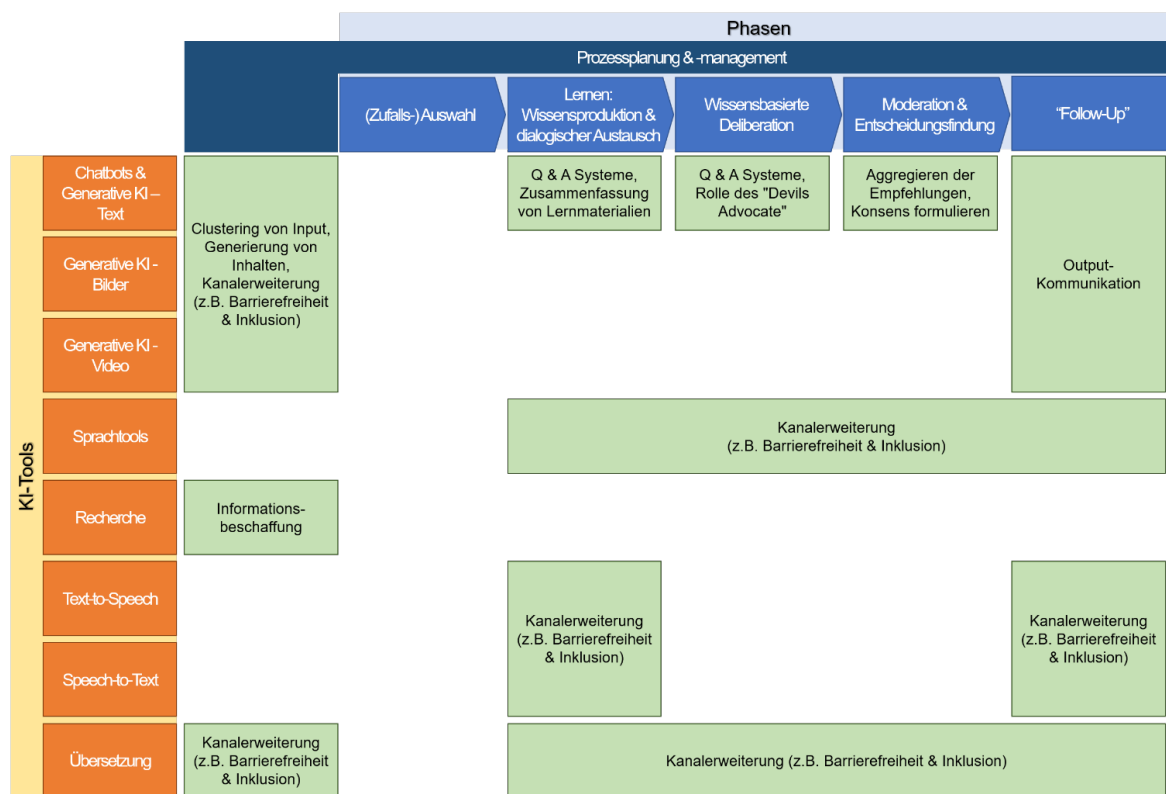 Phasen
Prozessplanung & -management
(Zufalls-) Auswahl
Lernen:
Wissensproduktion &
dialogischer Austausch
Wissensbasierte
Deliberation
Moderation &
Entscheidungsfindung
“Follow-Up”
KI-Tools
Chatbots &
Generative KI –
Text
Clustering von Input,
Generierung von
Inhalten,
Kanalerweiterung
(z.B. Barrierefreiheit
& Inklusion)
Q & A Systeme,
Zusammenfassung
von Lernmaterialien
Q & A Systeme,
Rolle des "Devils
Advocate"
Aggregieren der
Empfehlungen,
Konsens formulieren
Output-
Kommunikation
Generative KI -
Bilder
Generative KI -
Video
Sprachtools
Kanalerweiterung
(z.B. Barrierefreiheit & Inklusion)
Recherche
Informations-
beschaffung
Text-to-Speech
Kanalerweiterung
(z.B. Barrierefreiheit
& Inklusion)
Kanalerweiterung
(z.B. Barrierefreiheit
& Inklusion)
Speech-to-Text
Übersetzung
Kanalerweiterung
(z.B. Barrierefreiheit
& Inklusion)
Kanalerweiterung (z.B. Barrierefreiheit & Inklusion)